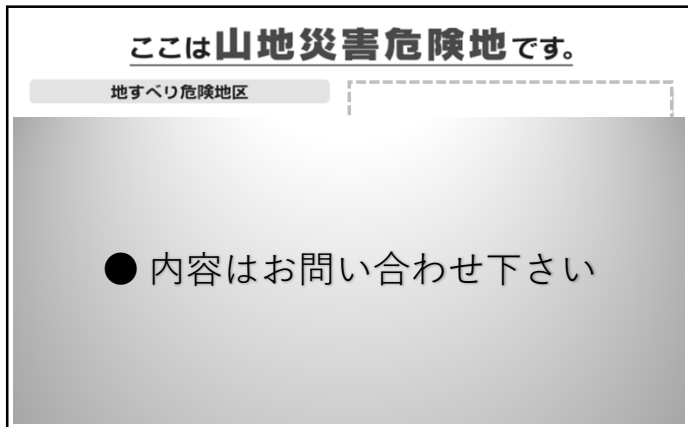 ここは山地災害危険地です。
地すべり危険地区
● 内容はお問い合わせ下さい